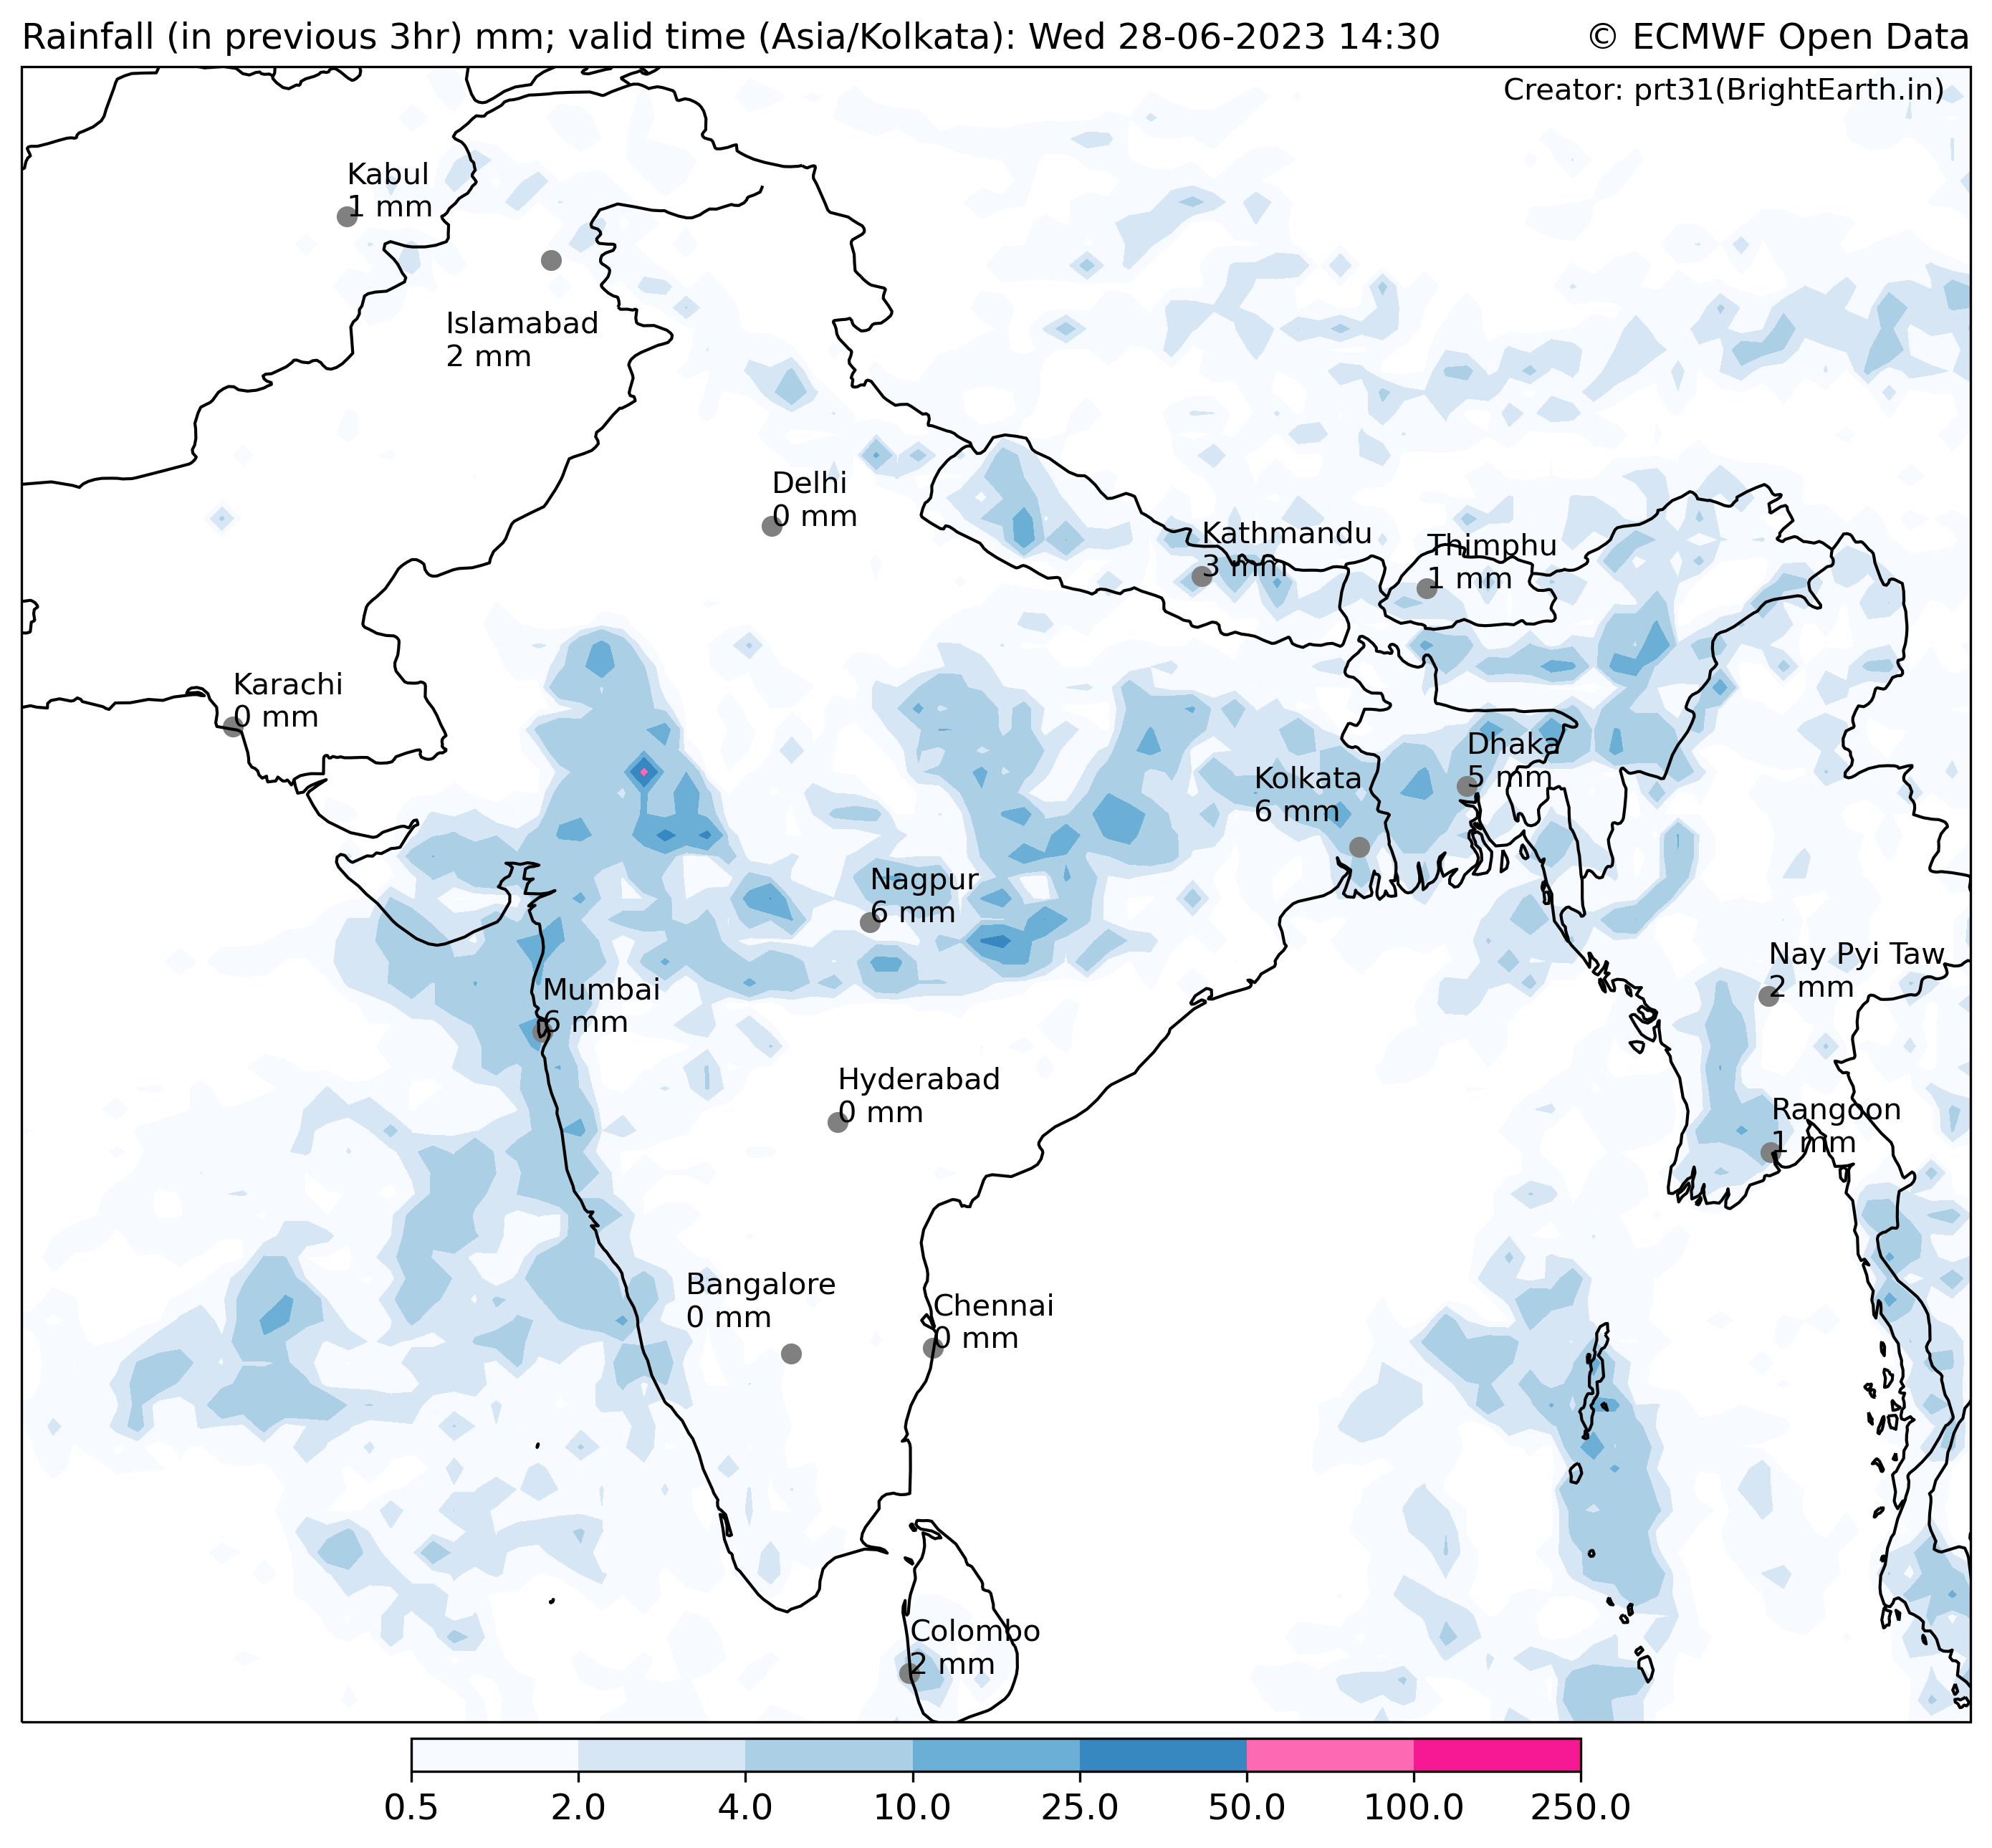 Rainfall (in previous 3hr) mm; valid time (Asia/Kolkata): Wed 28-06-2023 14:30
© ECMWF Open Data
Creator: prt31(BrightEarth.in)
Kabul
1 mm
Islamabad
2 mm
Delhi
0 mm
Kathmandu
3 mm
Thimphu
1 mm
Karachi
0 mm
Dhaka
5 mm
Kolkata
6 mm
Nagpur
6 mm
Nay Pyi Taw
2 mm
Mumbai
6 mm
Hyderabad
0 mm
Rangoon
1 mm
Bangalore
0 mm
Chennai
0 mm
Colombo
2 mm
0.5 2.0 4.0 10.0 25.0 50.0 100.0 250.0